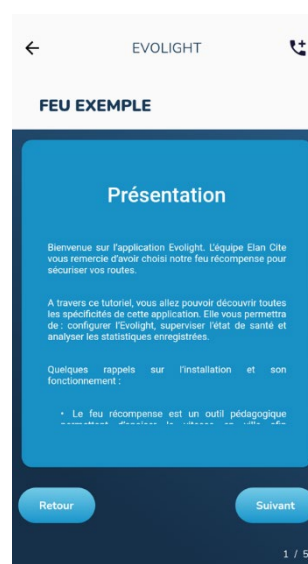 EVOLIGHT
FEU EXEMPLE
Présentation
Bienvenue sur l'application Evolight. L'équipe Elan Cite
vous remercie d'avoir choisi notre feu récompense pour
sécuriser vos routes.
A travers ce tutoriel, vous allez pouvoir découvrir toutes
les spécificités de cette application. Elle vous permettra
de : configurer l'Evolight, superviser l'état de santé et
analyser les statistiques enregistrées.
Quelques rappels sur l'installation et son
fonctionnement :
• Le feu récompense est un outil pédagogique
Retour
Suivant
1 / 5